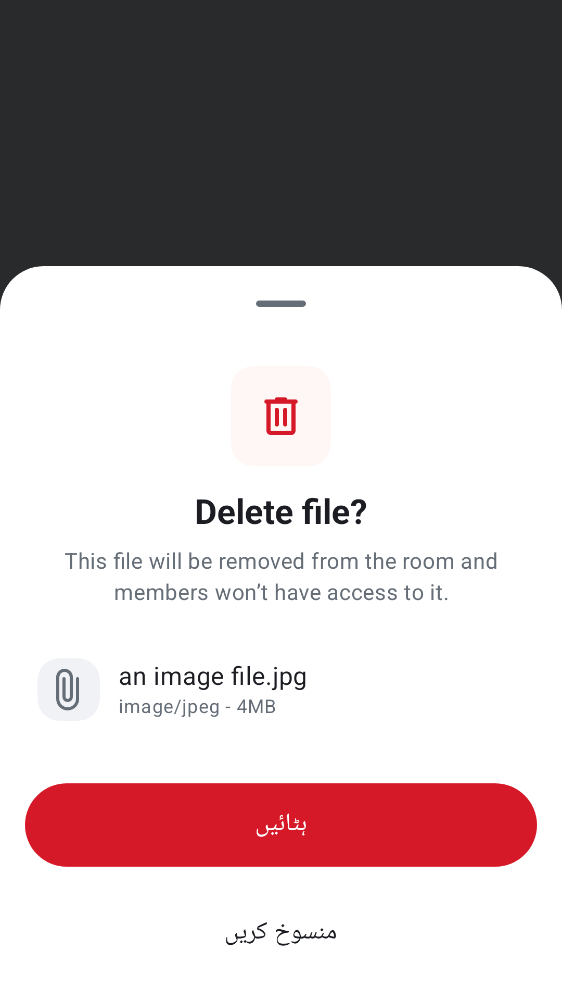 Delete file?
This file will be removed from the room and
members won’t have access to it.
an image file.jpg
image/jpeg - 4MB
ہٹائیں
منسوخ کریں